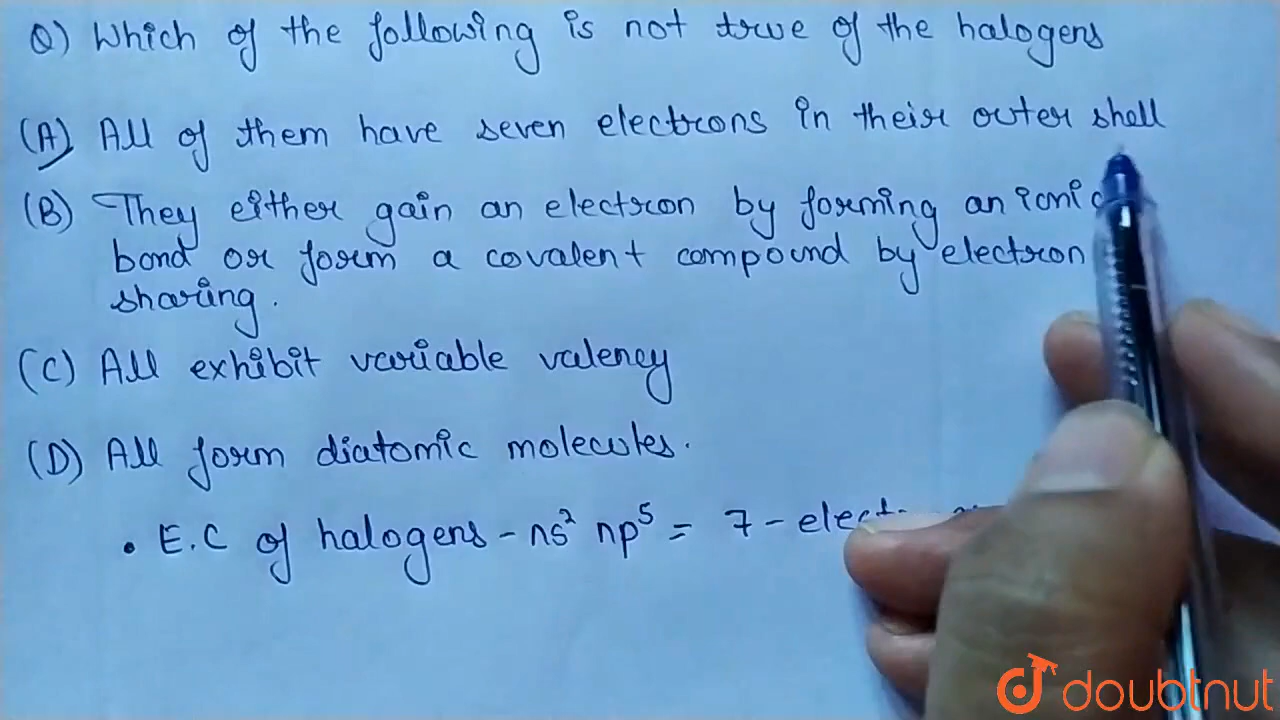 Q) Which of the following is not true of the halogens
(A) All of them have seven electrons in their outer shell
(B) They either gain an electron by forming an ionic
bond or form a covalent compound by electron
sharing.
(C) All exhibit variable valency
(D) All form diatomic molecules.
• E.C of halogens - ns² np⁵ = 7 -
doubtnut